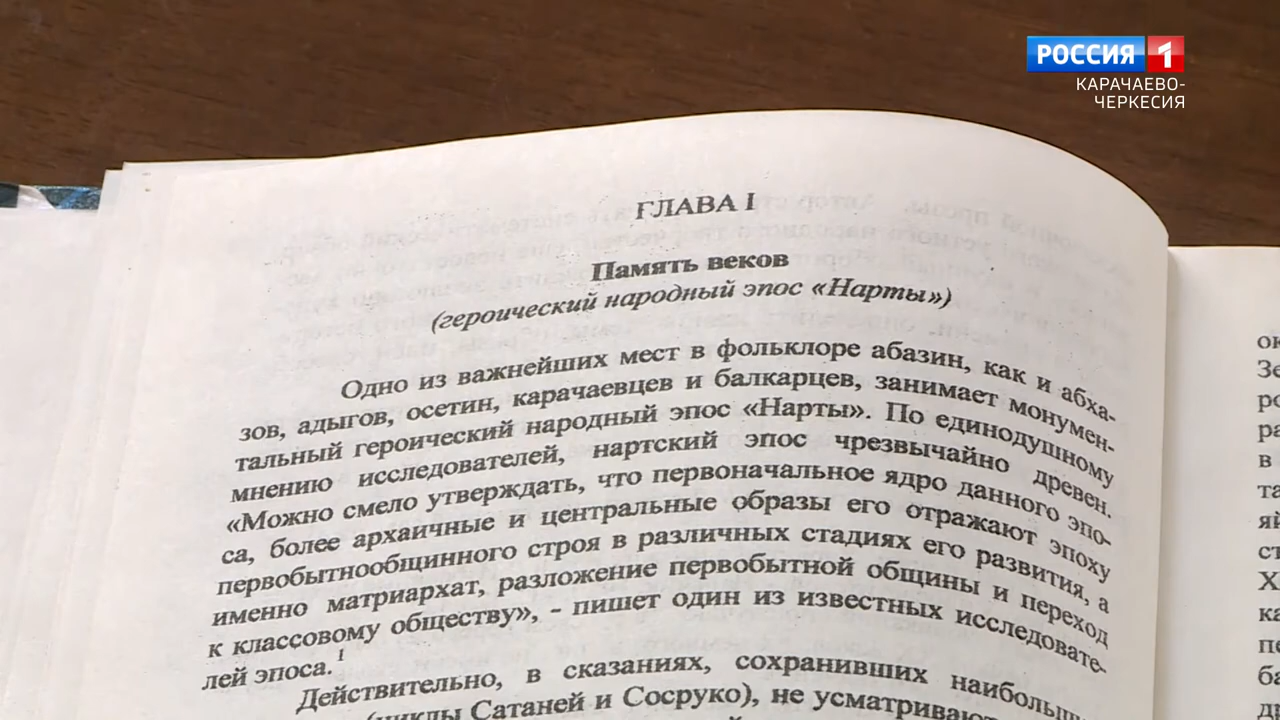 РОССИЯ 1
КАРАЧАЕВО-
ЧЕРКЕСИЯ
ГЛАВА I
Память веков
(героический народный эпос «Нарты»)
Одно из важнейших мест в фольклоре абазин, как и абха-
зов, адыгов, осетин, карачаевцев и балкарцев, занимает монумен-
тальный героический народный эпос «Нарты». По единодушному
мнению исследователей, нартский эпос чрезвычайно древен.
«Можно смело утверждать, что первоначальное ядро данного эпо-
са, более архаичные и центральные образы его отражают эпоху
первобытнообщинного строя в различных стадиях его развития, а
именно матриархат, разложение первобытной общины и переход
к классовому обществу», - пишет один из известных исследовате-
лей эпоса.1
Действительно, в сказаниях, сохранивших
(циклы Сатаней и Сосруко), не